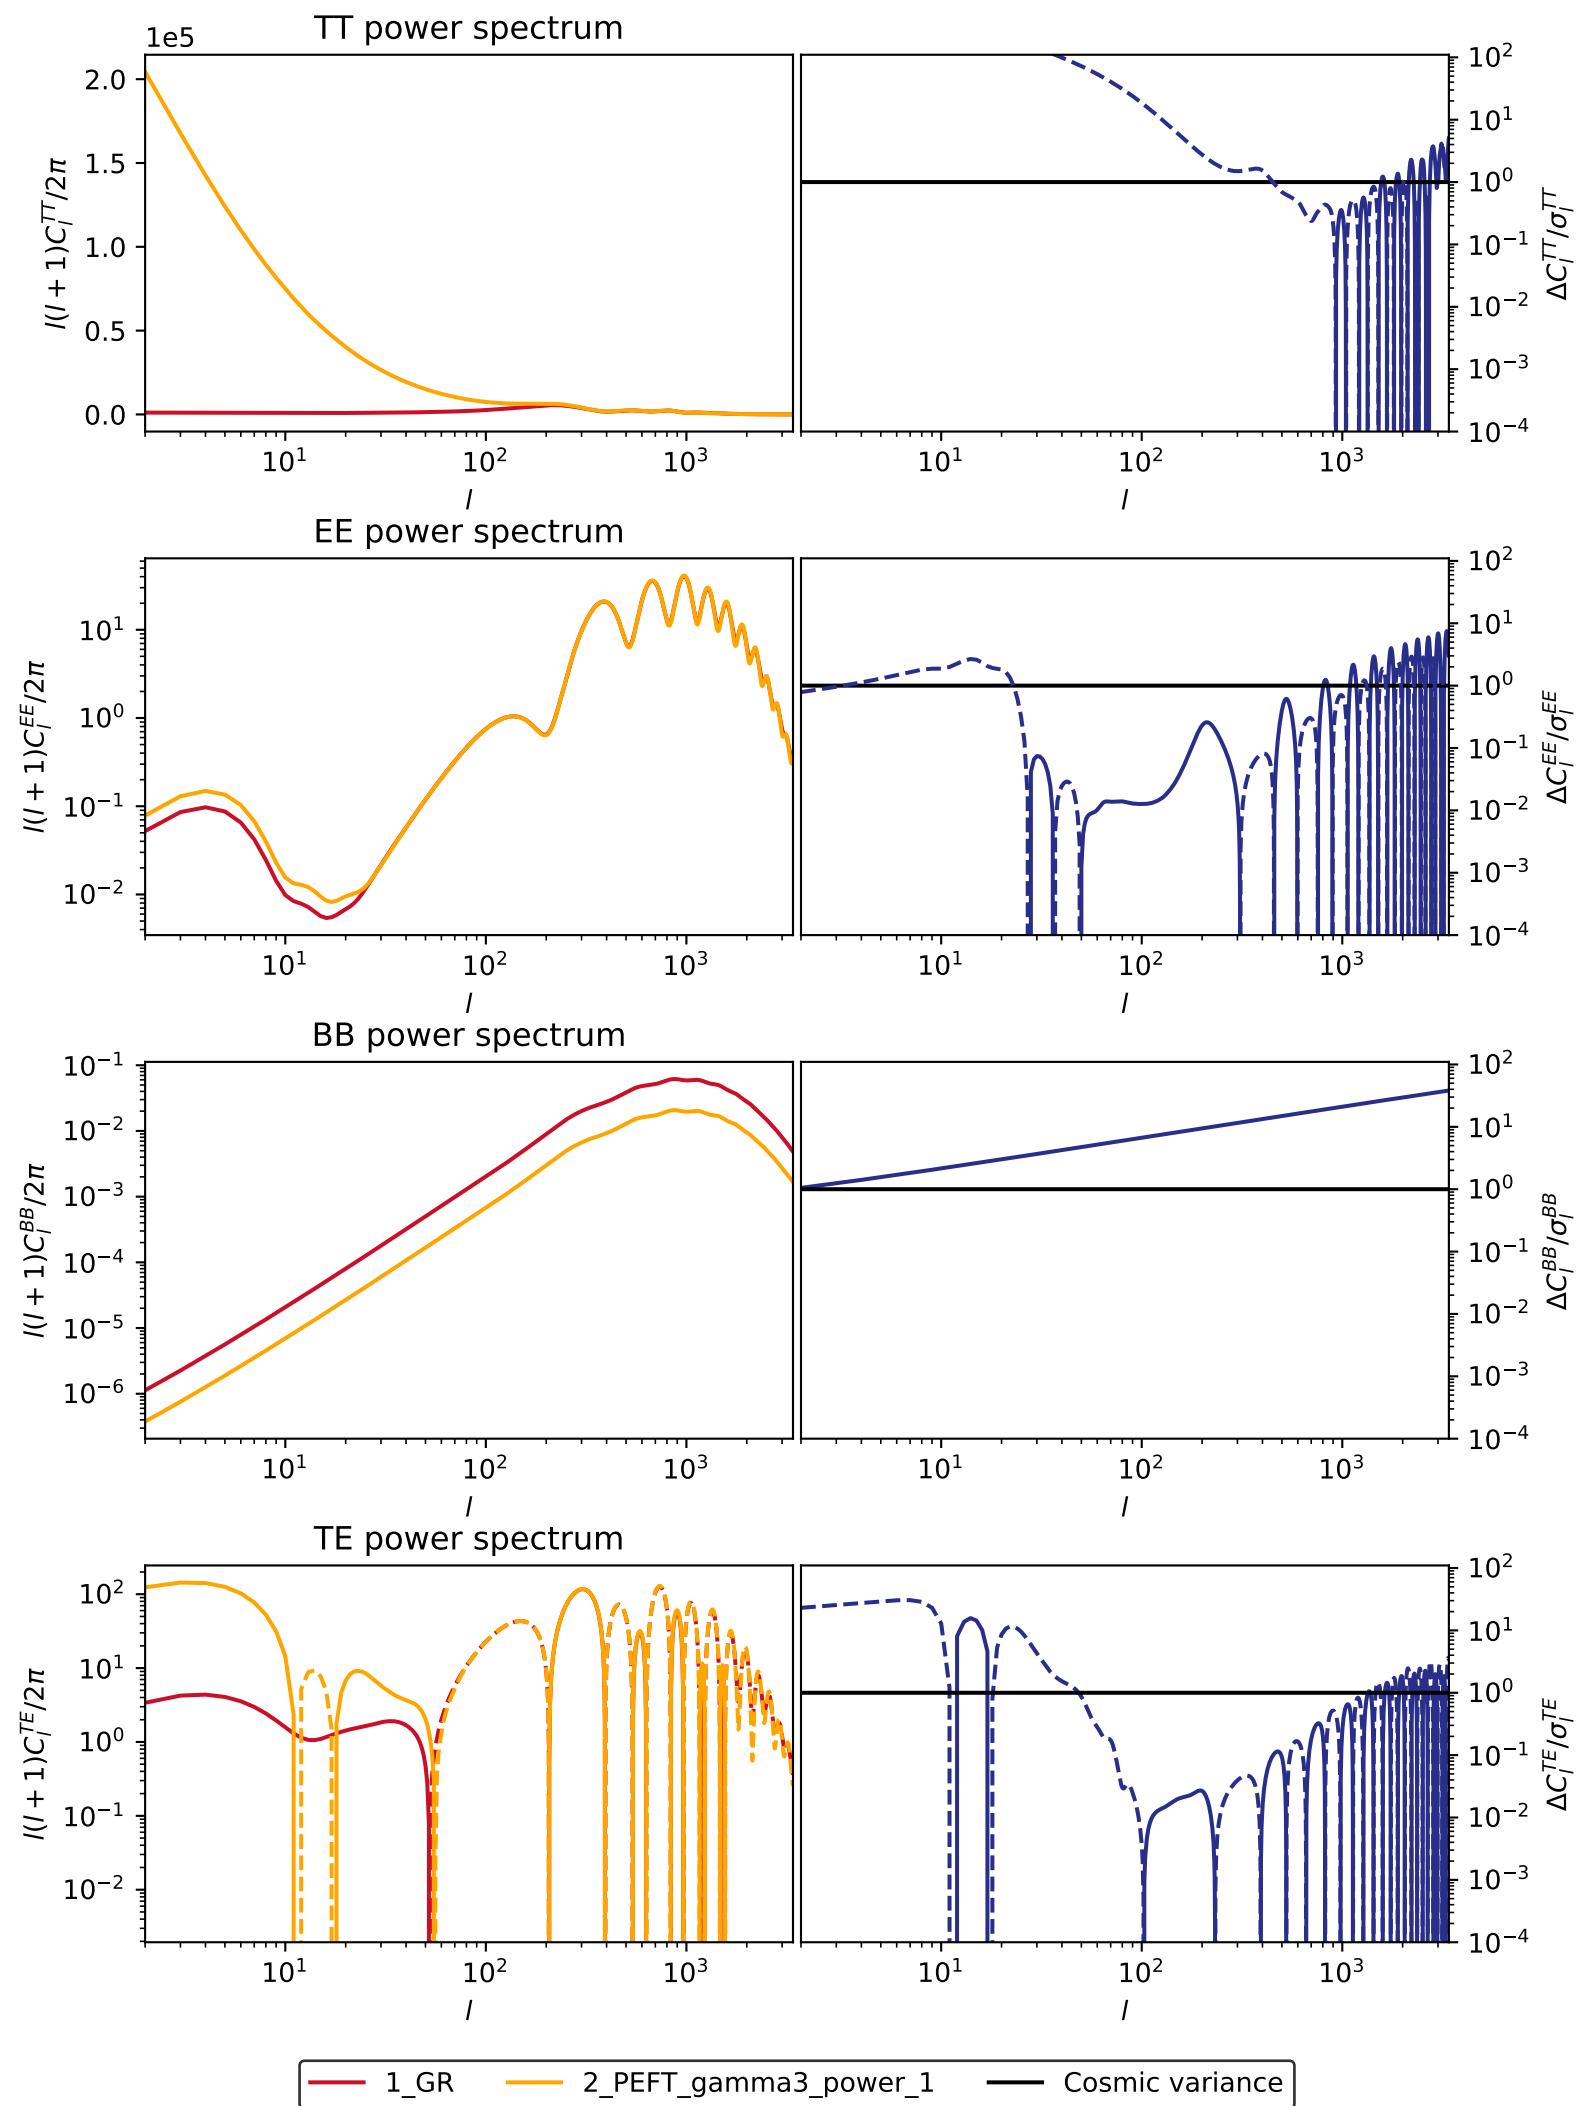 TT power spectrum
1e5
2.0
1.5
1.0
0.5
0.0
l(l + 1)C_l^{TT}/2π
10^1 10^2 10^3
l
10^2
10^1
10^0
10^{−1}
10^{−2}
10^{−3}
10^{−4}
ΔC_l^{TT}/σ_l^{TT}
10^1 10^2 10^3
l
EE power spectrum
10^1
10^0
10^{−1}
10^{−2}
l(l + 1)C_l^{EE}/2π
10^1 10^2 10^3
l
10^2
10^1
10^0
10^{−1}
10^{−2}
10^{−3}
10^{−4}
ΔC_l^{EE}/σ_l^{EE}
10^1 10^2 10^3
l
BB power spectrum
10^{−1}
10^{−2}
10^{−3}
10^{−4}
10^{−5}
10^{−6}
l(l + 1)C_l^{BB}/2π
10^1 10^2 10^3
l
10^2
10^1
10^0
10^{−1}
10^{−2}
10^{−3}
10^{−4}
ΔC_l^{BB}/σ_l^{BB}
10^1 10^2 10^3
l
TE power spectrum
10^2
10^1
10^0
10^{−1}
10^{−2}
l(l + 1)C_l^{TE}/2π
10^1 10^2 10^3
l
10^2
10^1
10^0
10^{−1}
10^{−2}
10^{−3}
10^{−4}
ΔC_l^{TE}/σ_l^{TE}
10^1 10^2 10^3
l
1_GR 2_PEFT_gamma3_power_1 Cosmic variance